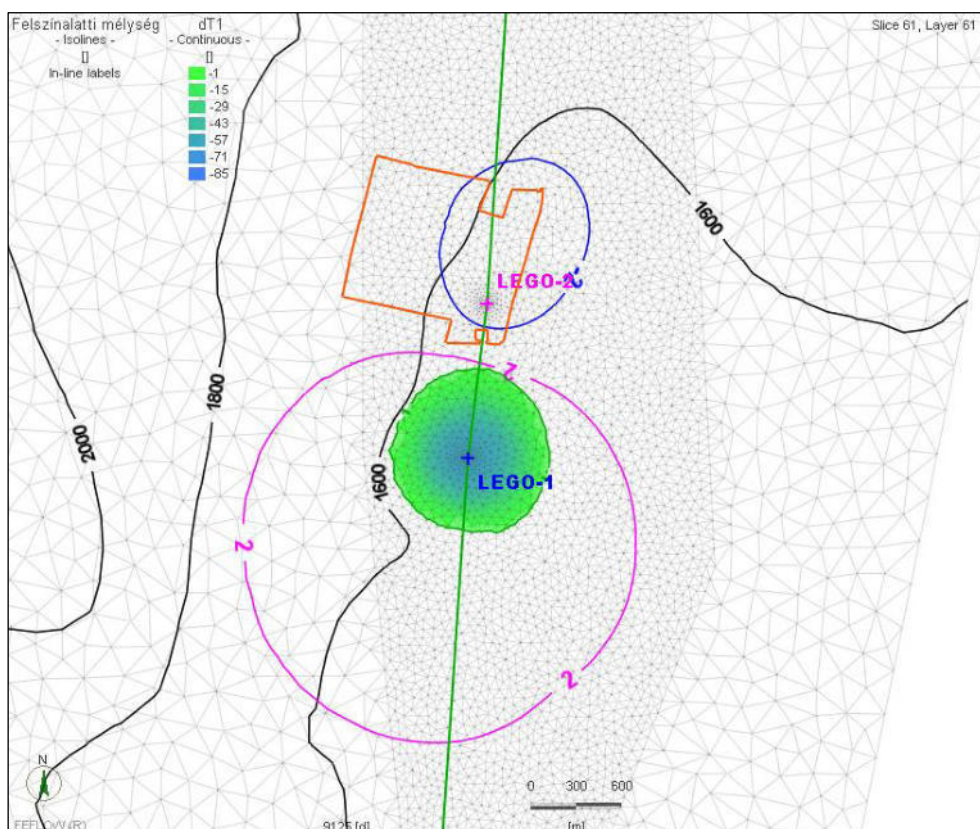 Felszínalatti mélység
- Isolines -
[]
In-line labels
dT1
- Continuous -
[]
-1
-15
-29
-43
-57
-71
-85
Slice 61, Layer 61
1600
1600
1800
2000
LEGO-2
-2
2
LEGO-1
2
2
N
0 300 600
[m]
9125 [d]
FEFLOW (R)